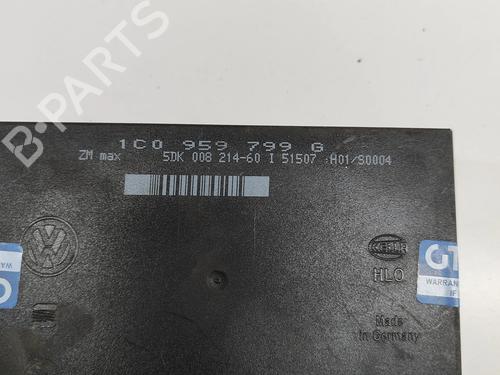 1C0 959 799 G
ZM max 5DK 008 214-60 I 51507 H01/S0004
HELLA
GT
WARRAN
IF
HLO
Made
in
Germany